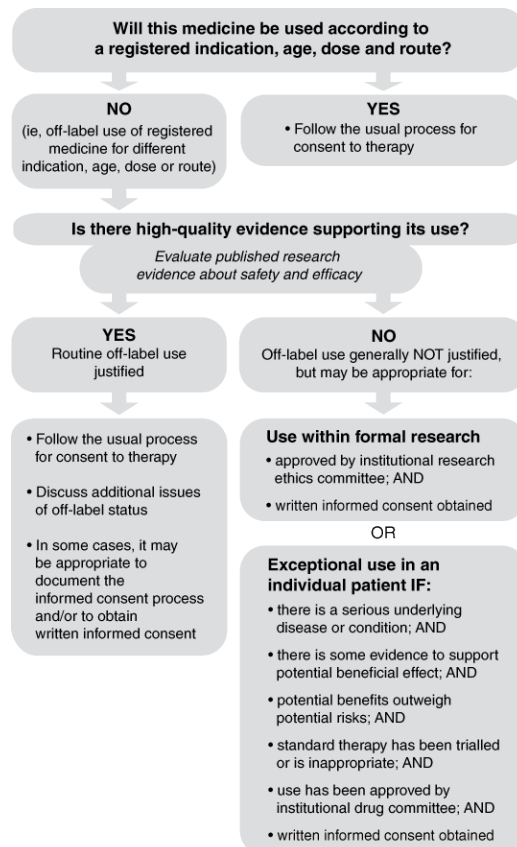 Will this medicine be used according to
a registered indication, age, dose and route?
NO
(ie, off-label use of registered
medicine for different
indication, age, dose or route)
YES
• Follow the usual process for
consent to therapy
Is there high-quality evidence supporting its use?
Evaluate published research
evidence about safety and efficacy
YES
Routine off-label use
justified
• Follow the usual process
for consent to therapy
• Discuss additional issues
of off-label status
• In some cases, it may
be appropriate to
document the
informed consent process
and/or to obtain
written informed consent
NO
Off-label use generally NOT justified,
but may be appropriate for:
Use within formal research
• approved by institutional research
ethics committee; AND
• written informed consent obtained
OR
Exceptional use in an
individual patient IF:
• there is a serious underlying
disease or condition; AND
• there is some evidence to support
potential beneficial effect; AND
• potential benefits outweigh
potential risks; AND
• standard therapy has been trialled
or is inappropriate; AND
• use has been approved by
institutional drug committee; AND
• written informed consent obtained